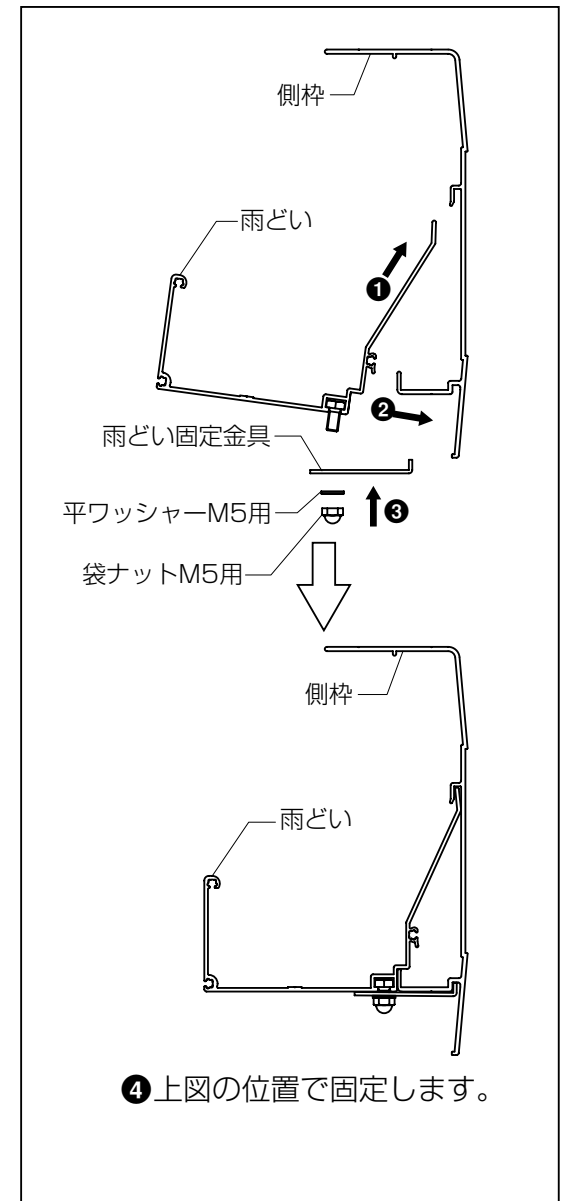 側枠
雨どい
❶
❷
雨どい固定金具
平ワッシャーM5用
❸
袋ナットM5用
側枠
雨どい
❹上図の位置で固定します。